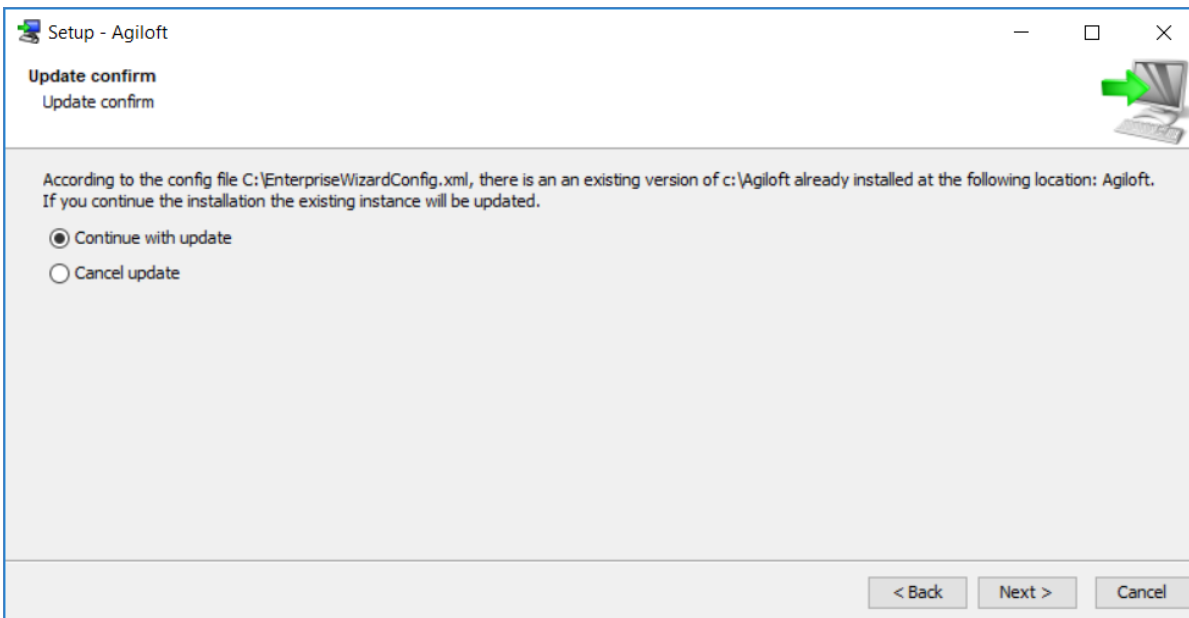 Setup - Agiloft
Update confirm
Update confirm
According to the config file C:\EnterpriseWizardConfig.xml, there is an an existing version of c:\Agiloft already installed at the following location: Agiloft.
If you continue the installation the existing instance will be updated.
Continue with update
Cancel update
< Back Next > Cancel